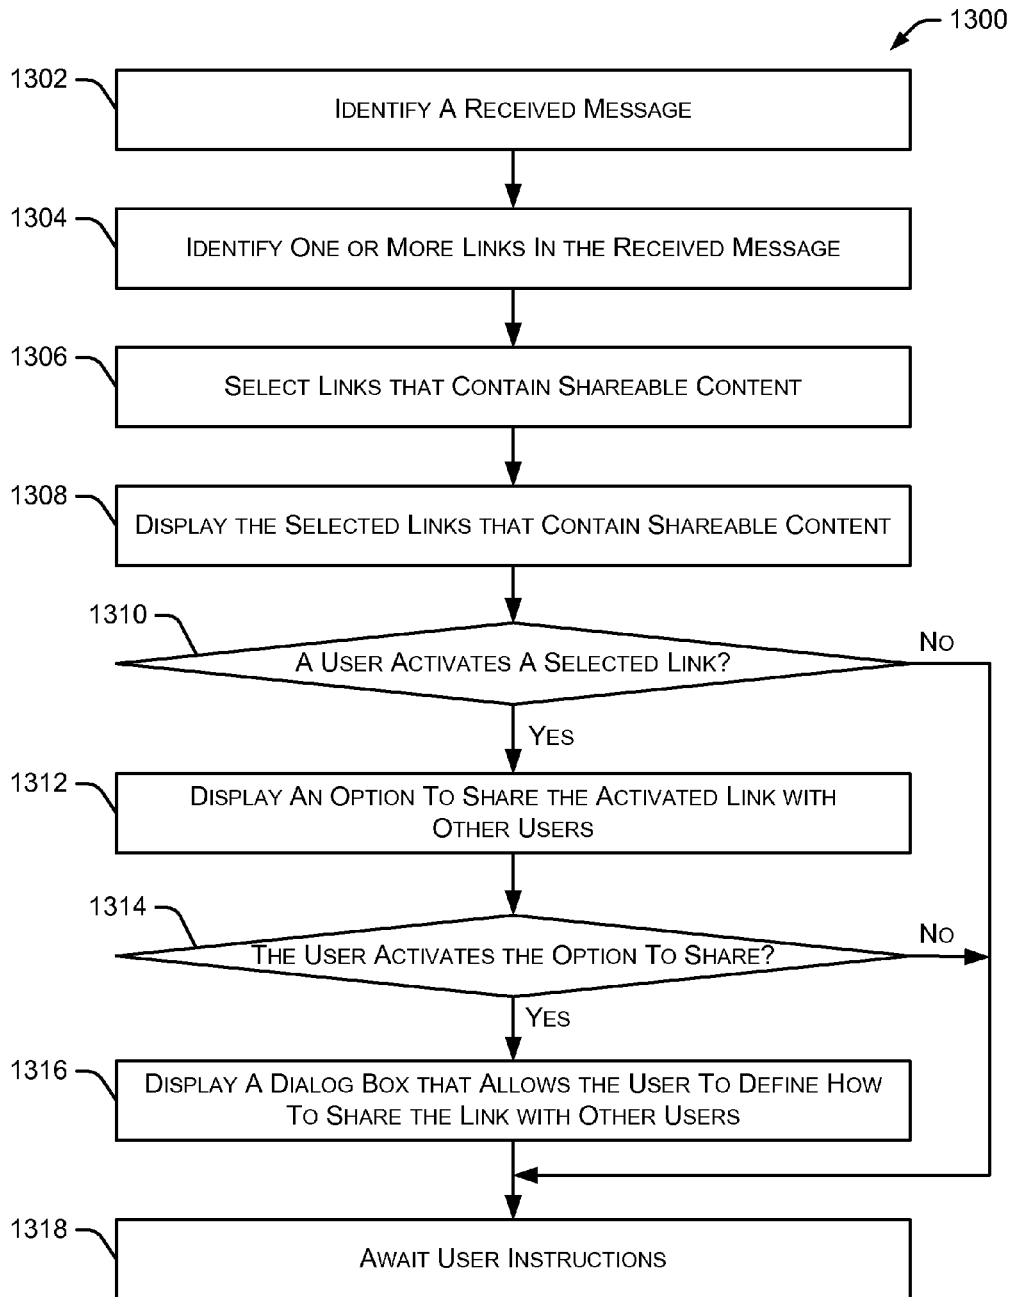 1300
1302
IDENTIFY A RECEIVED MESSAGE
1304
IDENTIFY ONE OR MORE LINKS IN THE RECEIVED MESSAGE
1306
SELECT LINKS THAT CONTAIN SHAREABLE CONTENT
1308
DISPLAY THE SELECTED LINKS THAT CONTAIN SHAREABLE CONTENT
1310
A USER ACTIVATES A SELECTED LINK?
NO
YES
1312
DISPLAY AN OPTION TO SHARE THE ACTIVATED LINK WITH
OTHER USERS
1314
THE USER ACTIVATES THE OPTION TO SHARE?
NO
YES
1316
DISPLAY A DIALOG BOX THAT ALLOWS THE USER TO DEFINE HOW
TO SHARE THE LINK WITH OTHER USERS
1318
AWAIT USER INSTRUCTIONS